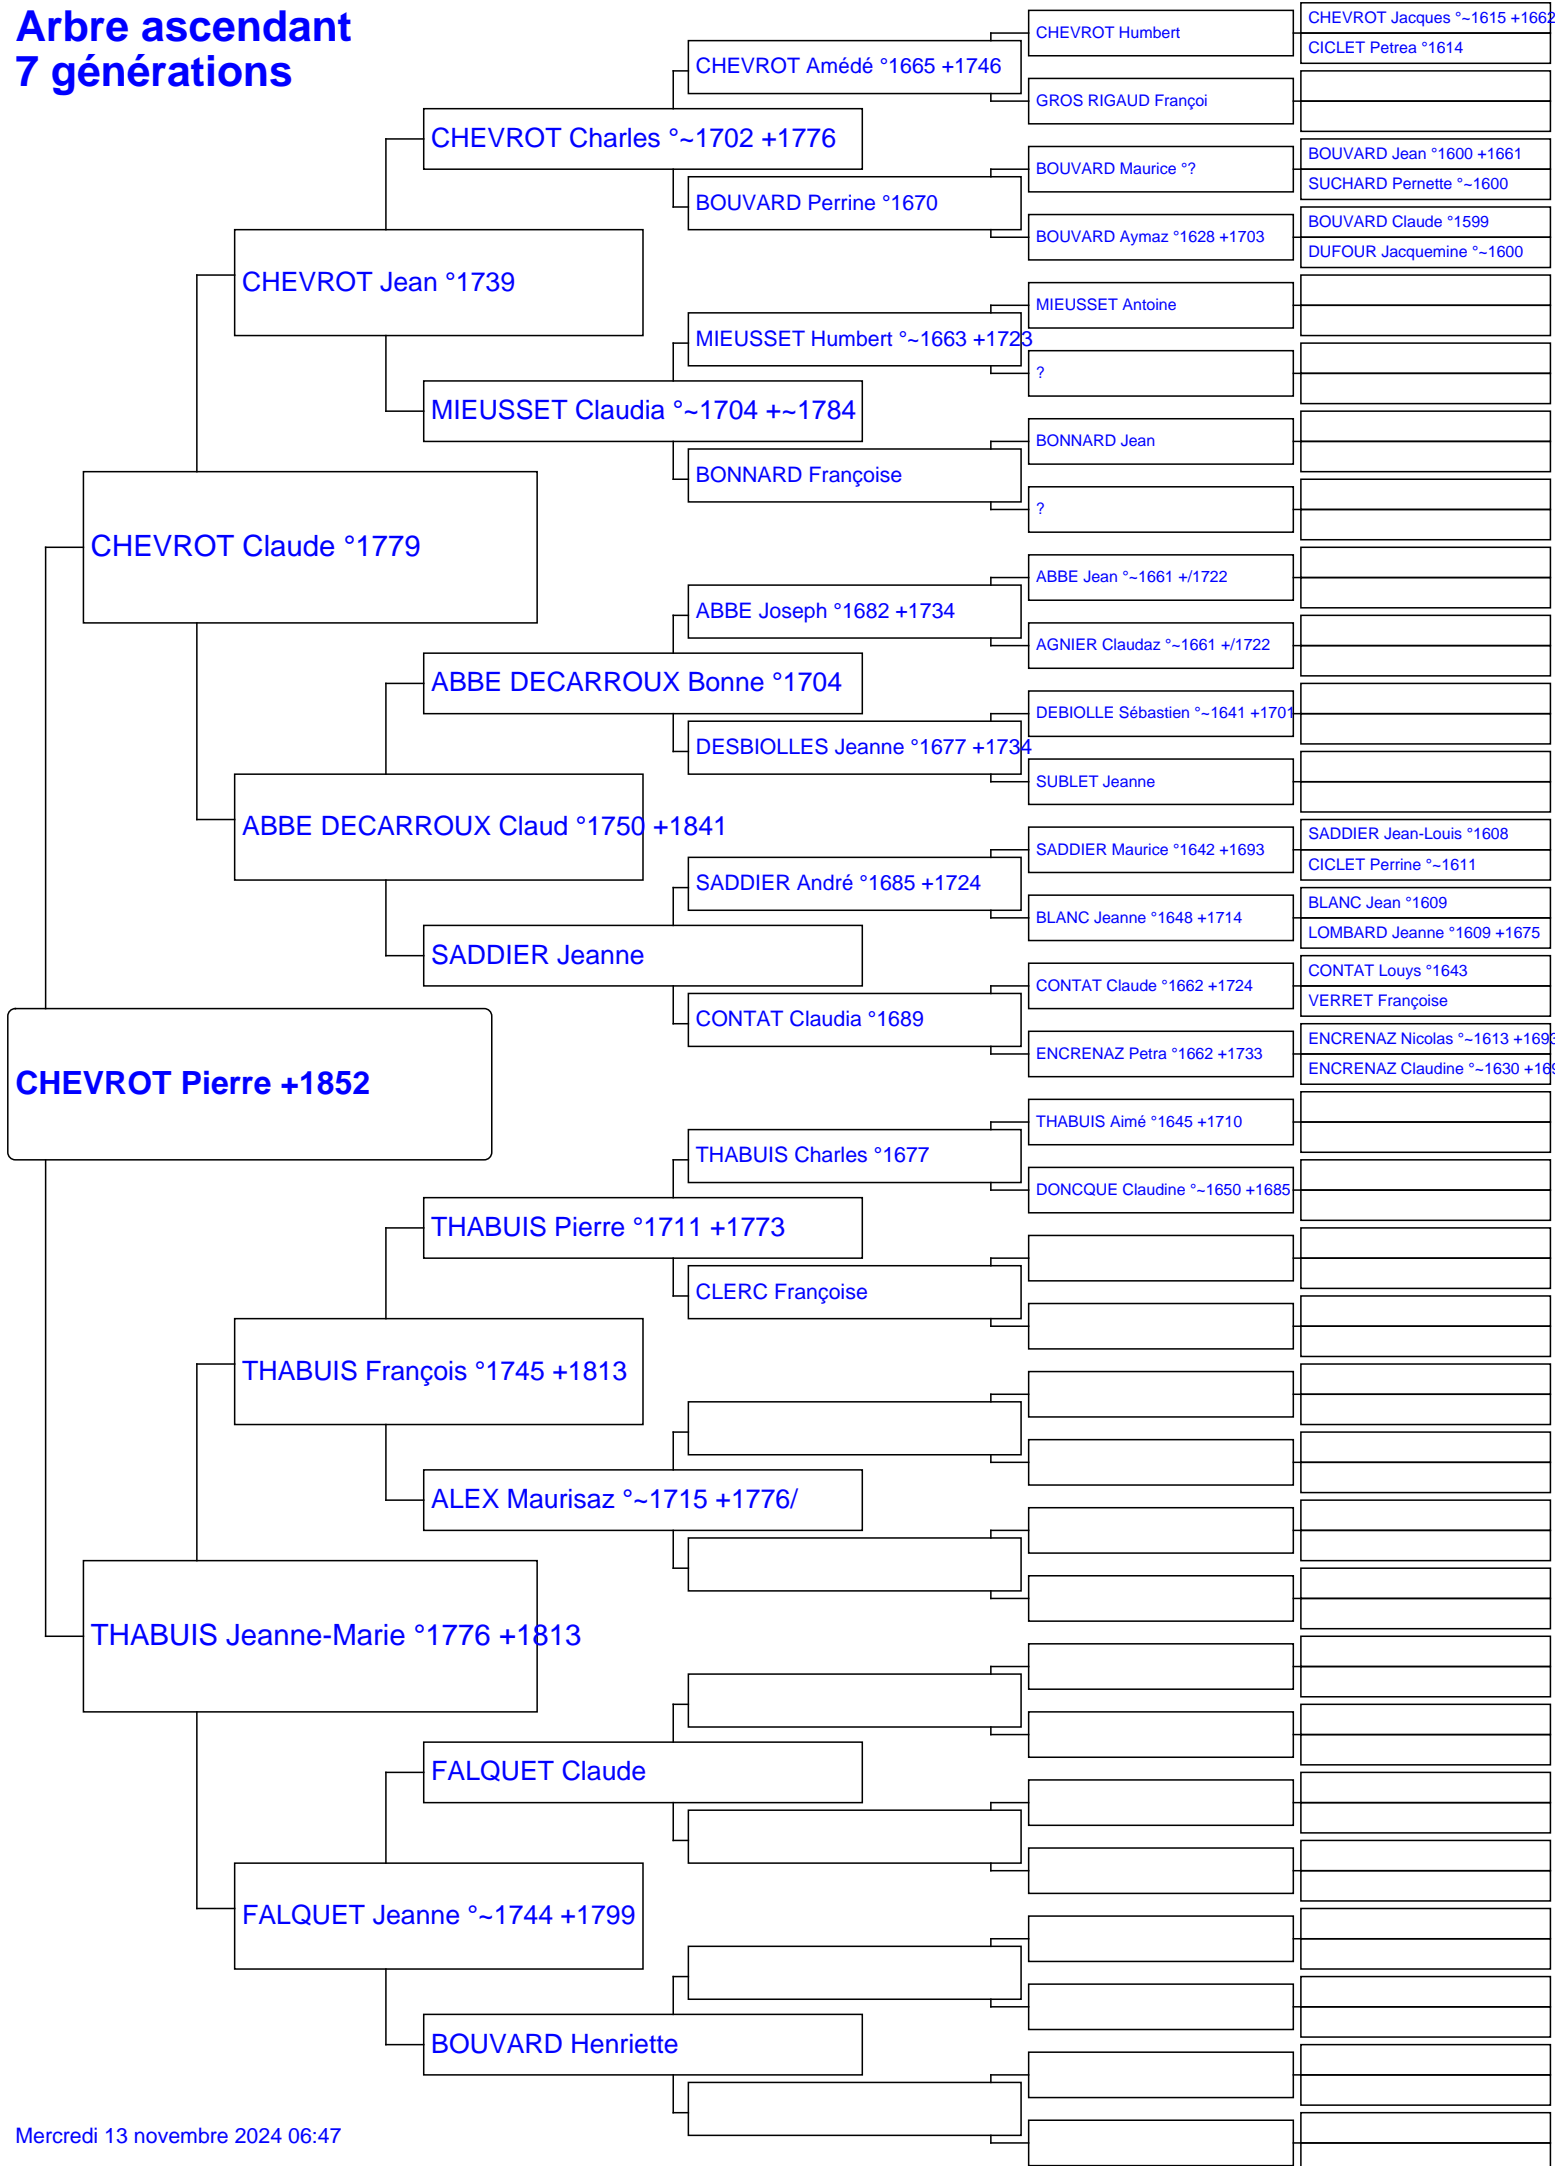 Arbre ascendant
7 générations
CHEVROT Jacques °~1615 +1662
CHEVROT Humbert
CICLET Petrea °1614
CHEVROT Amédé °1665 +1746
GROS RIGAUD Françoi
CHEVROT Charles °~1702 +1776
BOUVARD Jean °1600 +1661
BOUVARD Maurice °?
SUCHARD Pernette °~1600
BOUVARD Perrine °1670
BOUVARD Claude °1599
BOUVARD Aymaz °1628 +1703
DUFOUR Jacquemine °~1600
CHEVROT Jean °1739
MIEUSSET Antoine
MIEUSSET Humbert °~1663 +1723
?
MIEUSSET Claudia °~1704 +~1784
BONNARD Jean
BONNARD Françoise
?
CHEVROT Claude °1779
ABBE Jean °~1661 +/1722
ABBE Joseph °1682 +1734
AGNIER Claudaz °~1661 +/1722
ABBE DECARROUX Bonne °1704
DEBIOLLE Sébastien °~1641 +1701
DESBIOLLES Jeanne °1677 +1734
SUBLET Jeanne
ABBE DECARROUX Claud °1750 +1841
SADDIER Jean-Louis °1608
SADDIER Maurice °1642 +1693
CICLET Perrine °~1611
SADDIER André °1685 +1724
BLANC Jean °1609
BLANC Jeanne °1648 +1714
LOMBARD Jeanne °1609 +1675
SADDIER Jeanne
CONTAT Louys °1643
CONTAT Claude °1662 +1724
VERRET Françoise
CONTAT Claudia °1689
ENCRENAZ Nicolas °~1613 +1693
ENCRENAZ Petra °1662 +1733
ENCRENAZ Claudine °~1630 +169
CHEVROT Pierre +1852
THABUIS Aimé °1645 +1710
THABUIS Charles °1677
DONCQUE Claudine °~1650 +1685
THABUIS Pierre °1711 +1773
CLERC Françoise
THABUIS François °1745 +1813
ALEX Maurisaz °~1715 +1776/
THABUIS Jeanne-Marie °1776 +1813
FALQUET Claude
FALQUET Jeanne °~1744 +1799
BOUVARD Henriette
Mercredi 13 novembre 2024 06:47